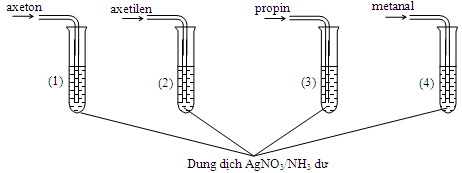 axeton axetilen propin metanal
(1) (2) (3) (4)
Dung dịch AgNO3/NH3 dư